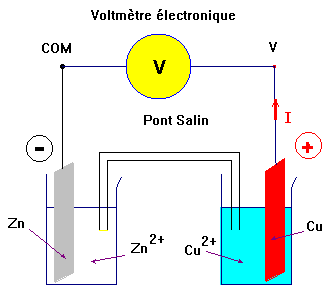 Voltmètre électronique
COM
V
V
Pont Salin
I
-
+
Zn
Zn2+
Cu2+
Cu